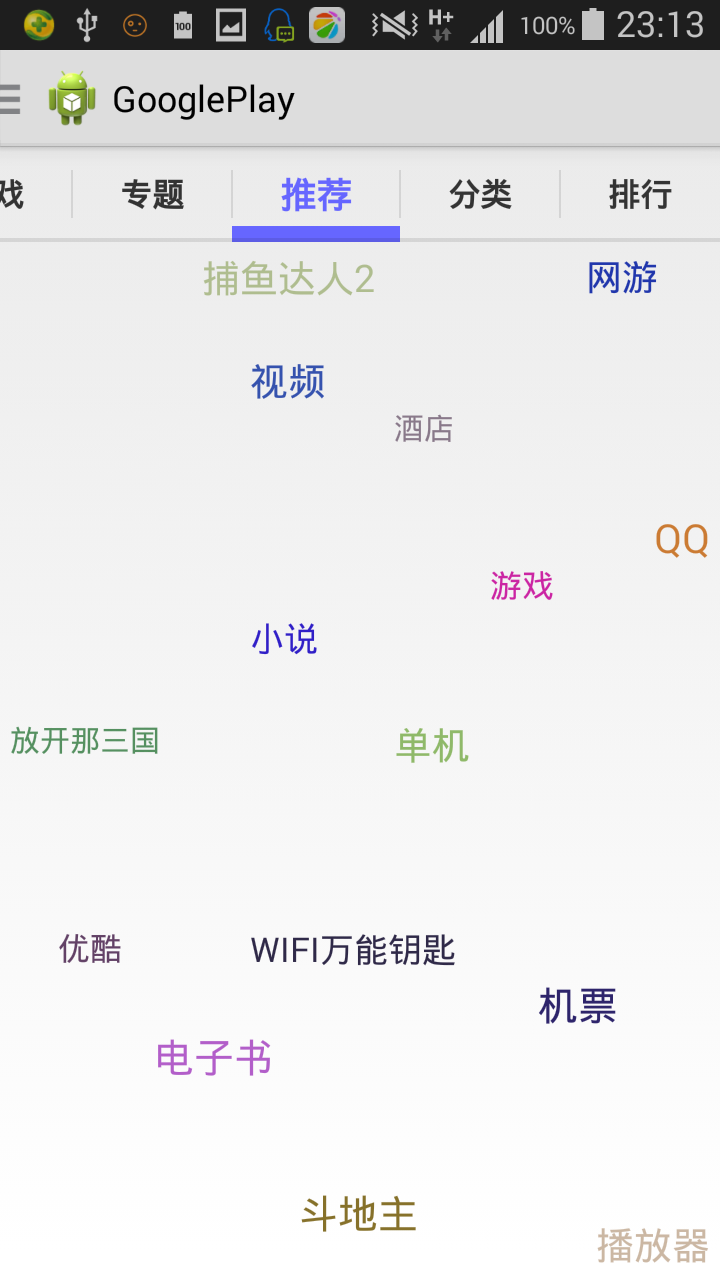 100
H+
100% 23:13
GooglePlay
戏 专题 推荐 分类 排行
捕鱼达人2 网游
视频
酒店
QQ
游戏
小说
放开那三国 单机
优酷 WIFI万能钥匙
机票
电子书
斗地主
播放器